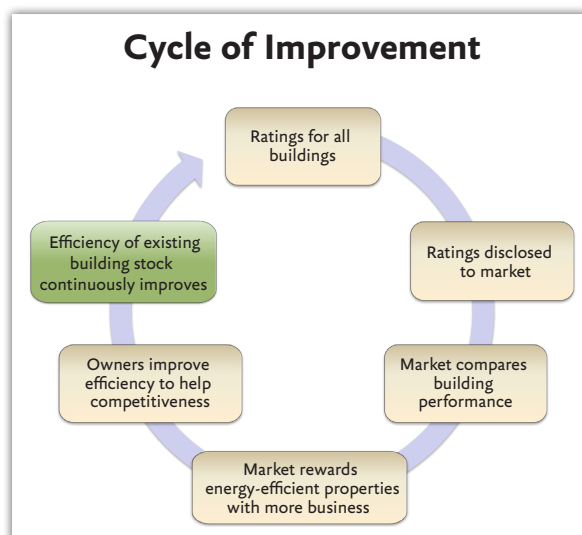 Cycle of Improvement
Ratings for all
buildings
Ratings disclosed
to market
Market compares
building
performance
Market rewards
energy-efficient properties
with more business
Owners improve
efficiency to help
competitiveness
Efficiency of existing
building stock
continuously improves